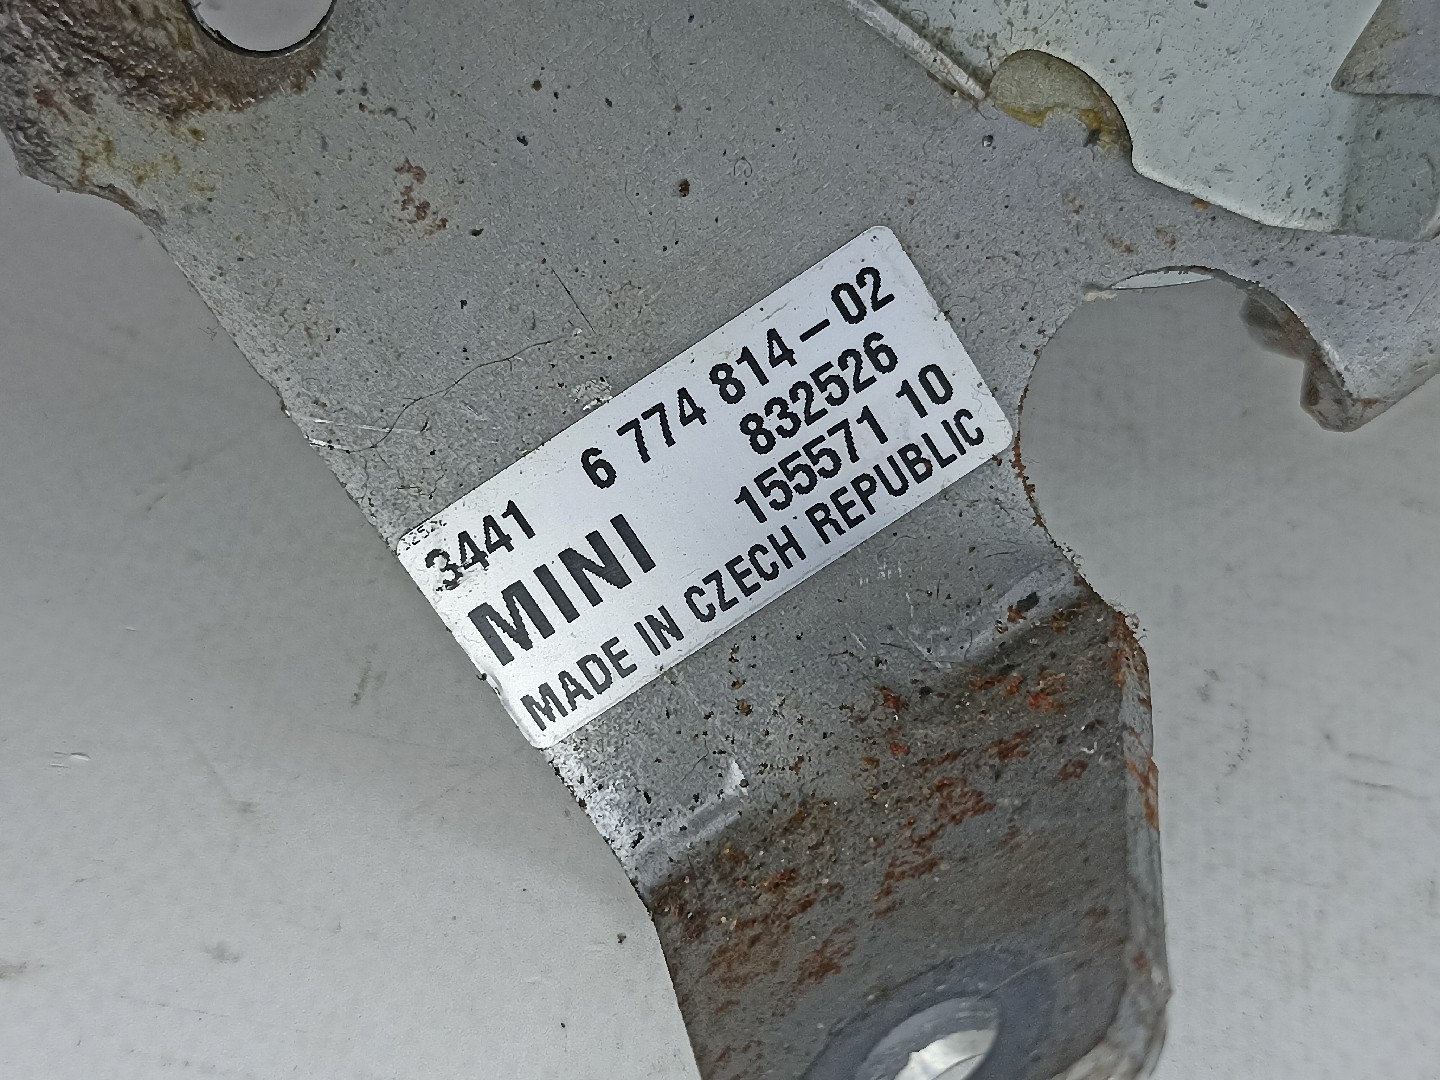 3441 6 774 814-02
832526
MINI 155571 10
MADE IN CZECH REPUBLIC